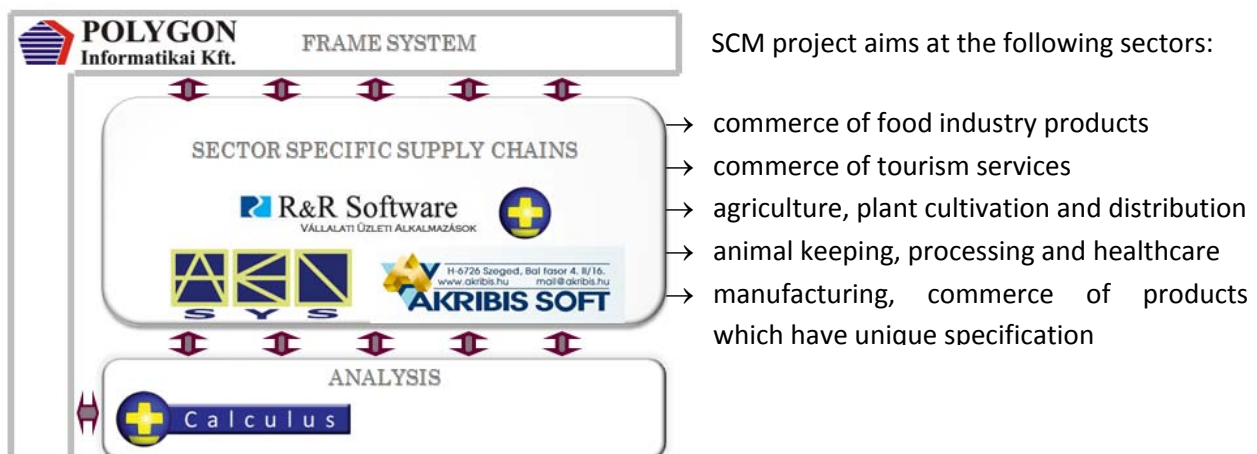 POLYGON
Informatikai Kft.
FRAME SYSTEM
SECTOR SPECIFIC SUPPLY CHAINS
R&R Software
VÁLLALATI ÜZLETI ALKALMAZÁSOK
AKN
SYS
H-6726 Szeged, Bal fasor 4. II/16.
www.akribis.hu mail@akribis.hu
AKRIBIS SOFT
ANALYSIS
Calculus
SCM project aims at the following sectors:
→ commerce of food industry products
→ commerce of tourism services
→ agriculture, plant cultivation and distribution
→ animal keeping, processing and healthcare
→ manufacturing, commerce of products
which have unique specification